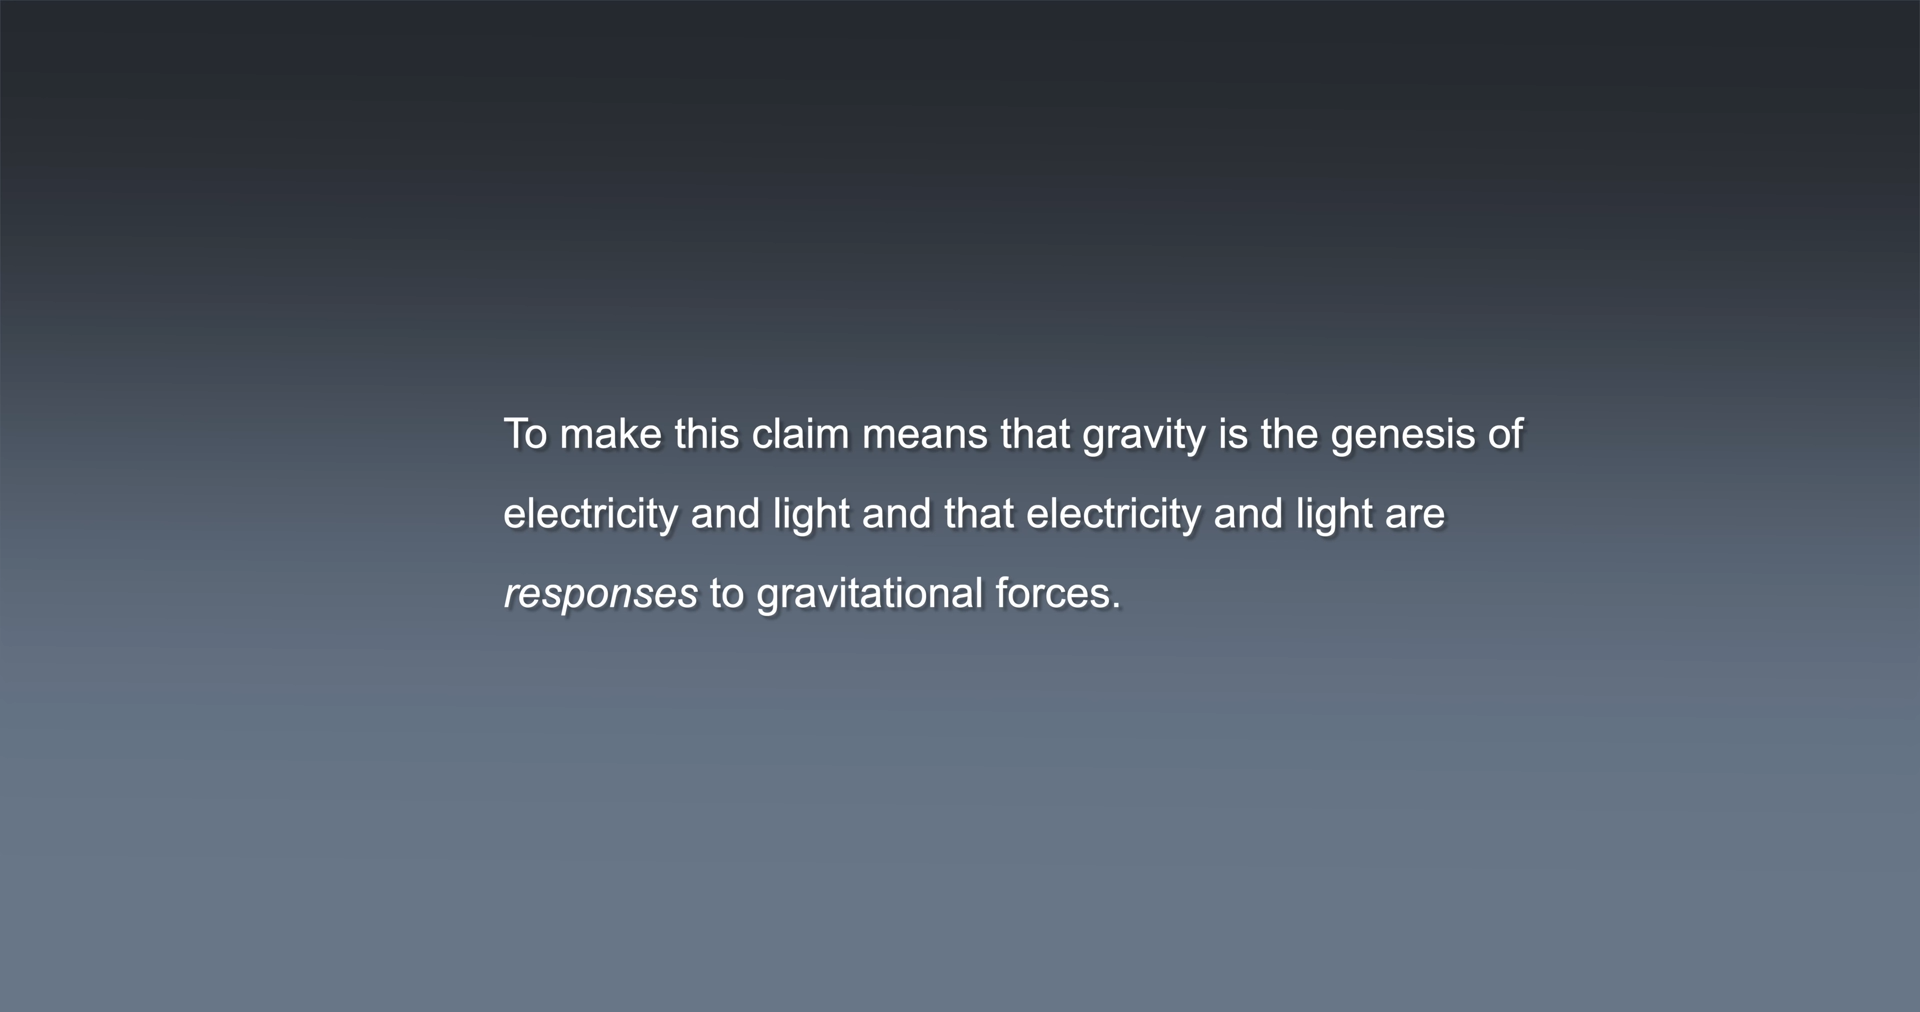 To make this claim means that gravity is the genesis of
electricity and light and that electricity and light are
responses to gravitational forces.